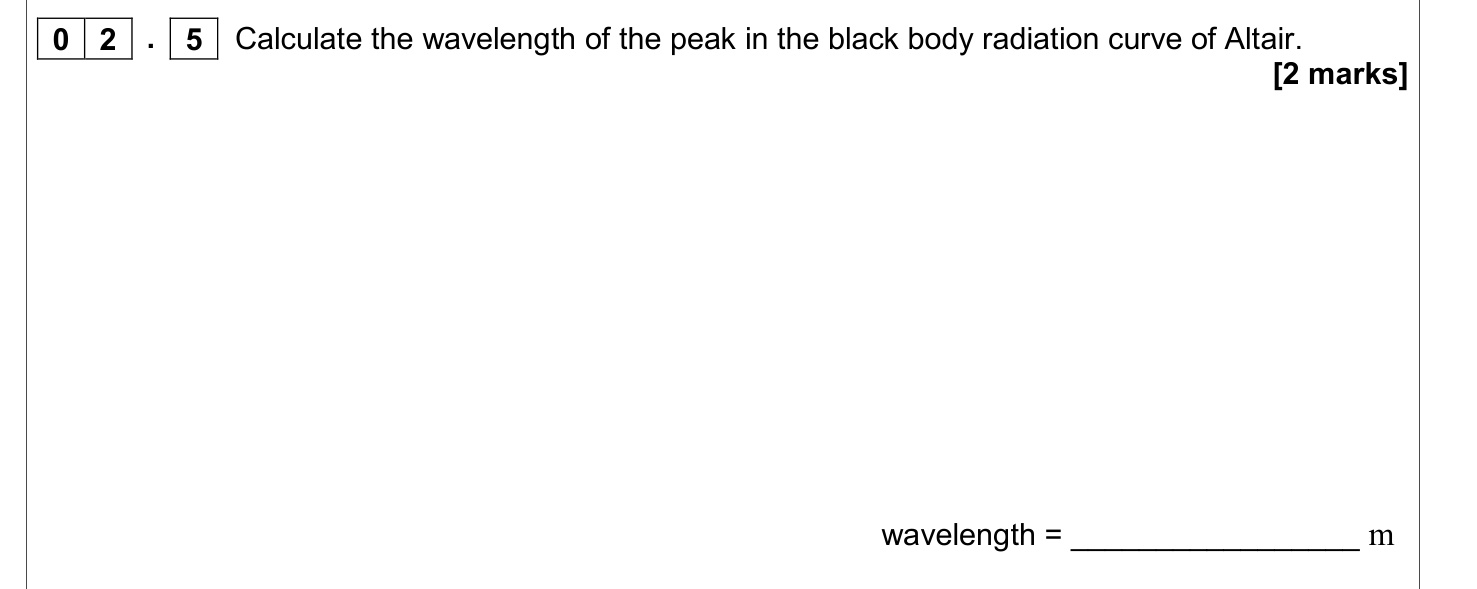 0 2 . 5 Calculate the wavelength of the peak in the black body radiation curve of Altair.
[2 marks]
wavelength = _________________ m